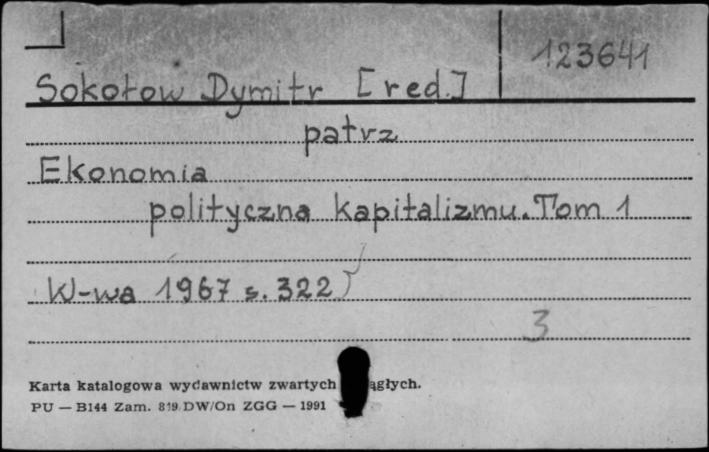 123641
Sokołow Dymitr [red.]
patrz
Ekonomia
polityczna kapitalizmu. Tom 1
W-wa 1967 s. 322
3
Karta katalogowa wydawnictw zwartych ągłych.
PU — B144 Zam. 819 DW/On ZGG — 1991